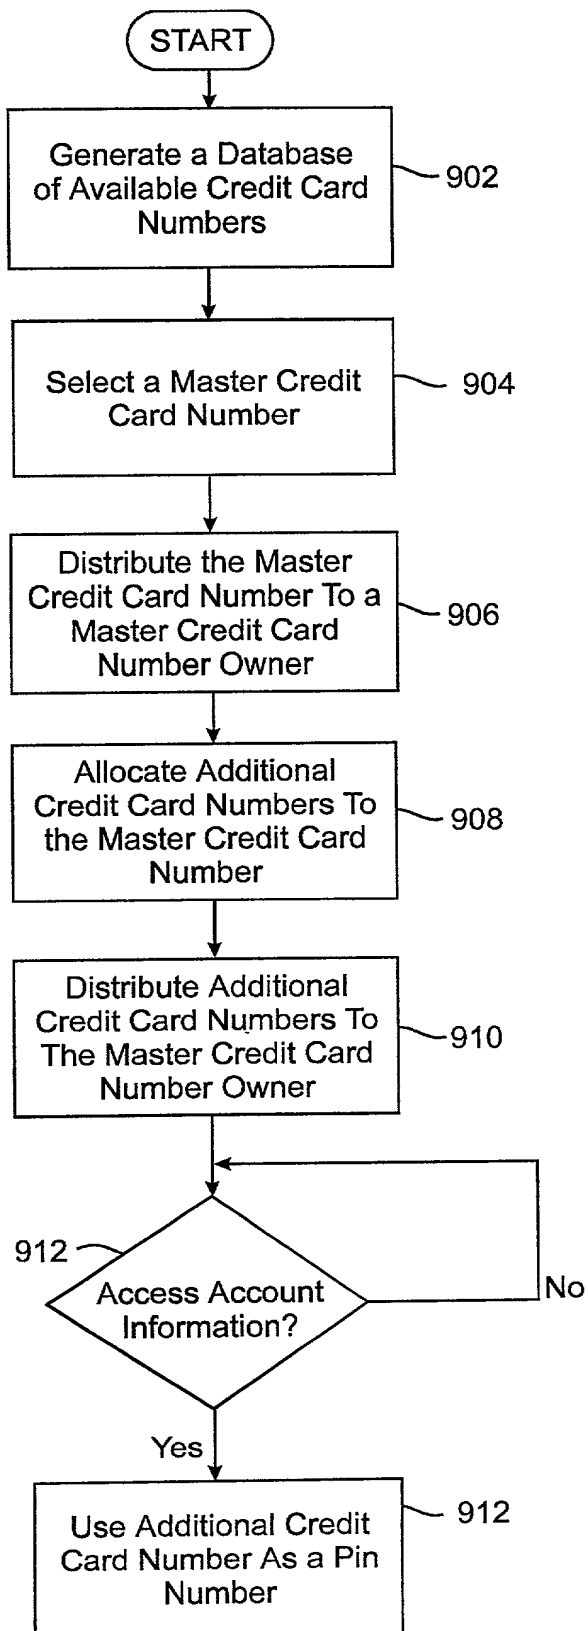 START
Generate a Database
of Available Credit Card
Numbers
902
Select a Master Credit
Card Number
904
Distribute the Master
Credit Card Number To a
Master Credit Card
Number Owner
906
Allocate Additional
Credit Card Numbers To
the Master Credit Card
Number
908
Distribute Additional
Credit Card Numbers To
The Master Credit Card
Number Owner
910
912
Access Account
Information?
No
Yes
Use Additional Credit
Card Number As a Pin
Number
912